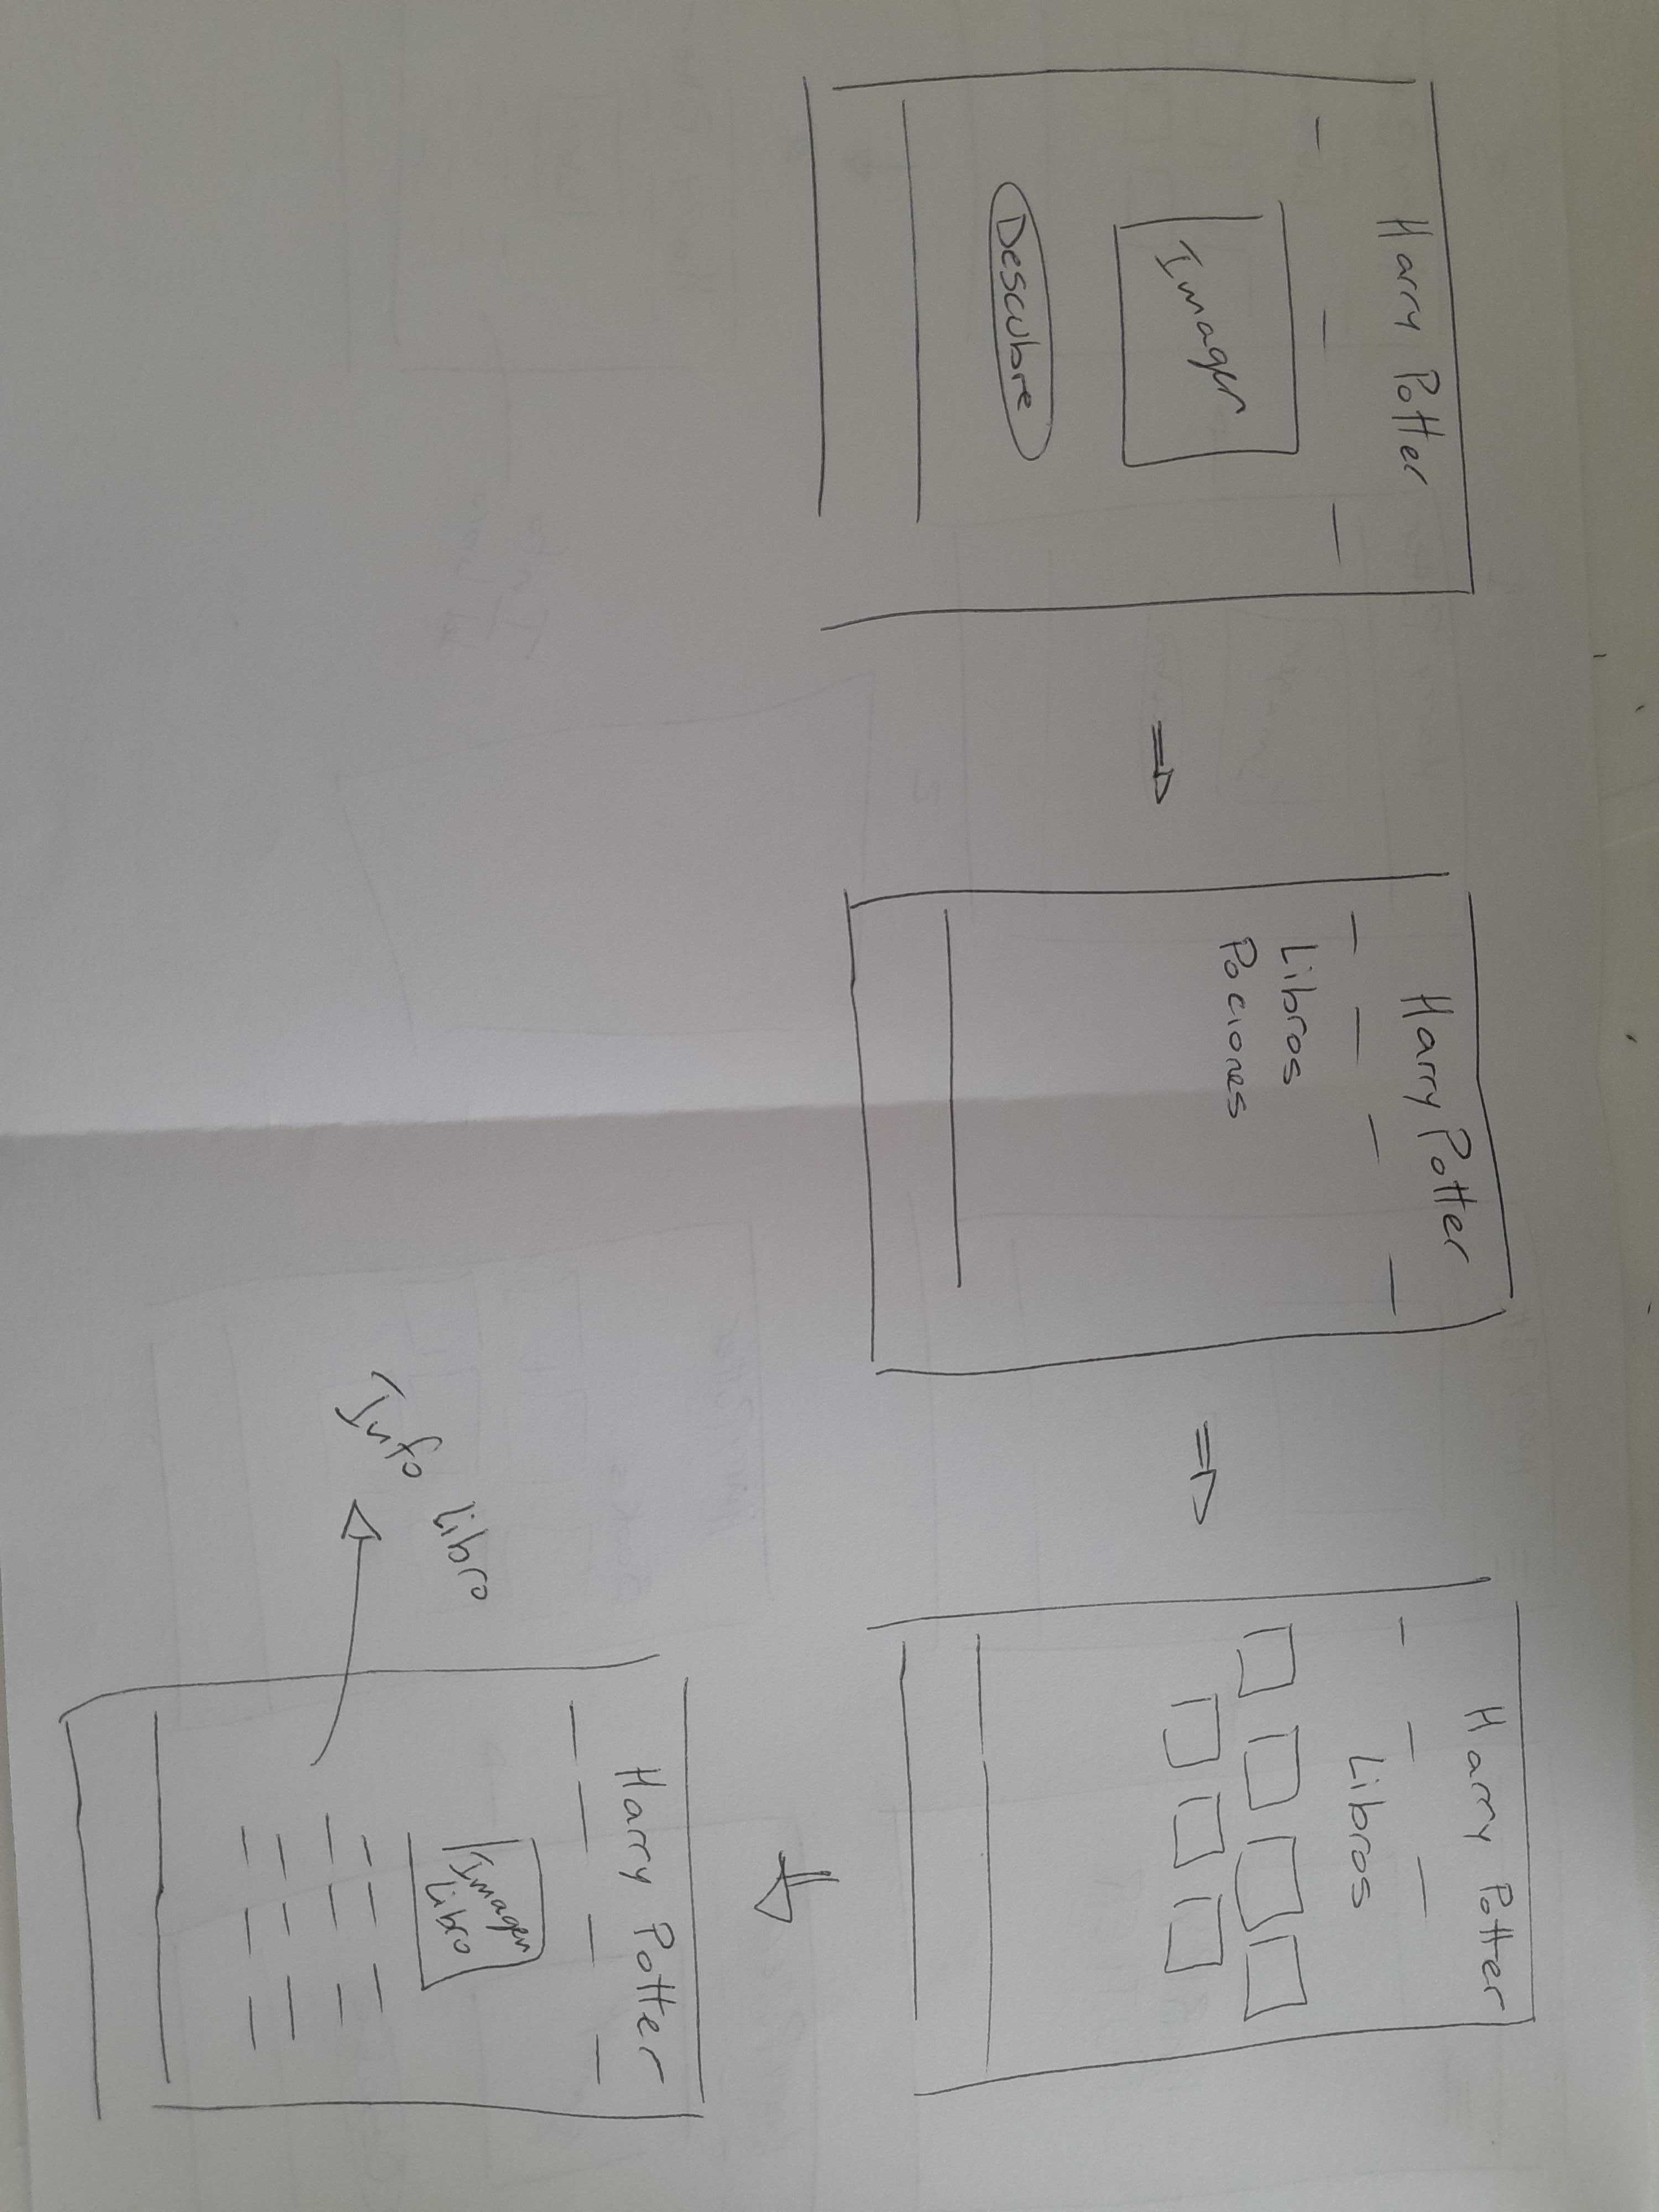 Harry Potter
Imagen
Descubre
Harry Potter
Libros
Pociones
Harry Potter
Libros
Harry Potter
Imagen
Libro
Info Libro